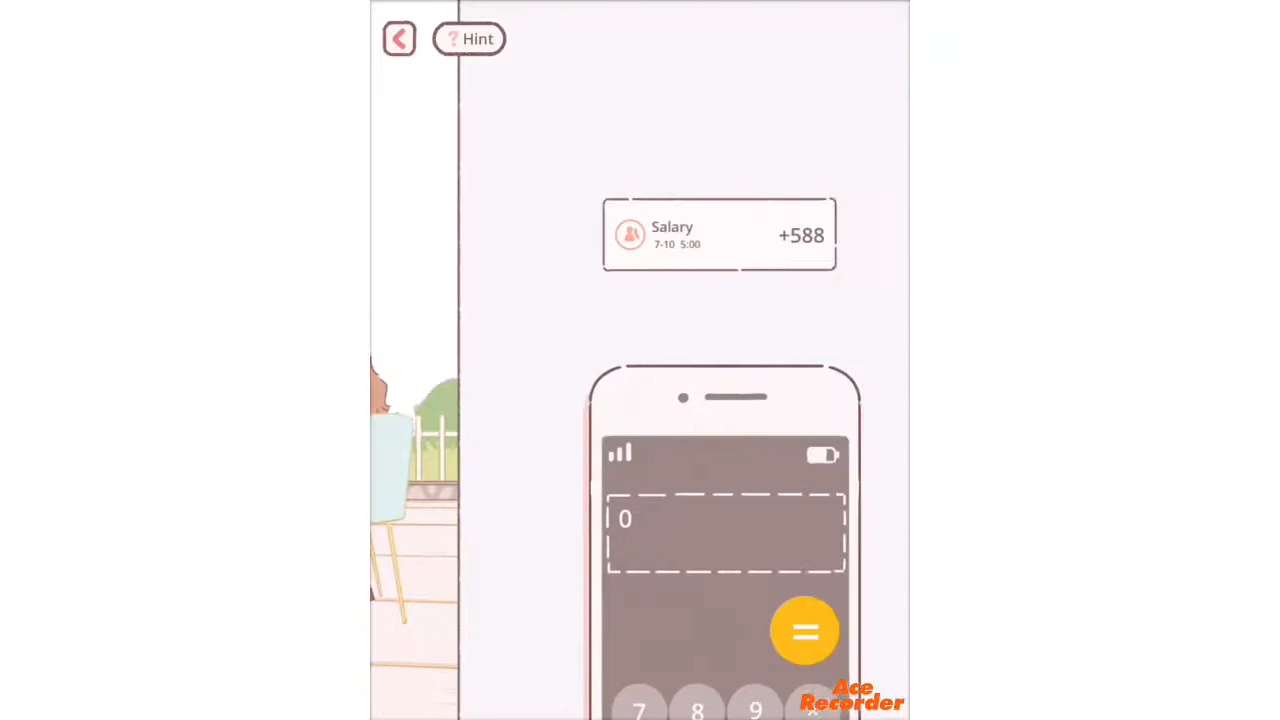 ? Hint
Salary
7-10 5:00
+588
0
=
7 8 9
Ace
Recorder